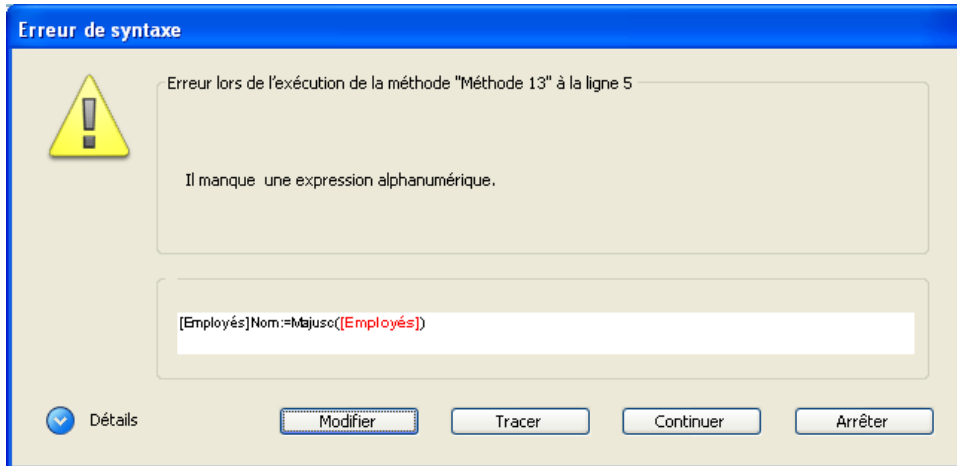 Erreur de syntaxe
Erreur lors de l'exécution de la méthode "Méthode 13" à la ligne 5
Il manque une expression alphanumérique.
[Employés]Nom:=Majusc([Employés])
Détails
Modifier
Tracer
Continuer
Arrêter